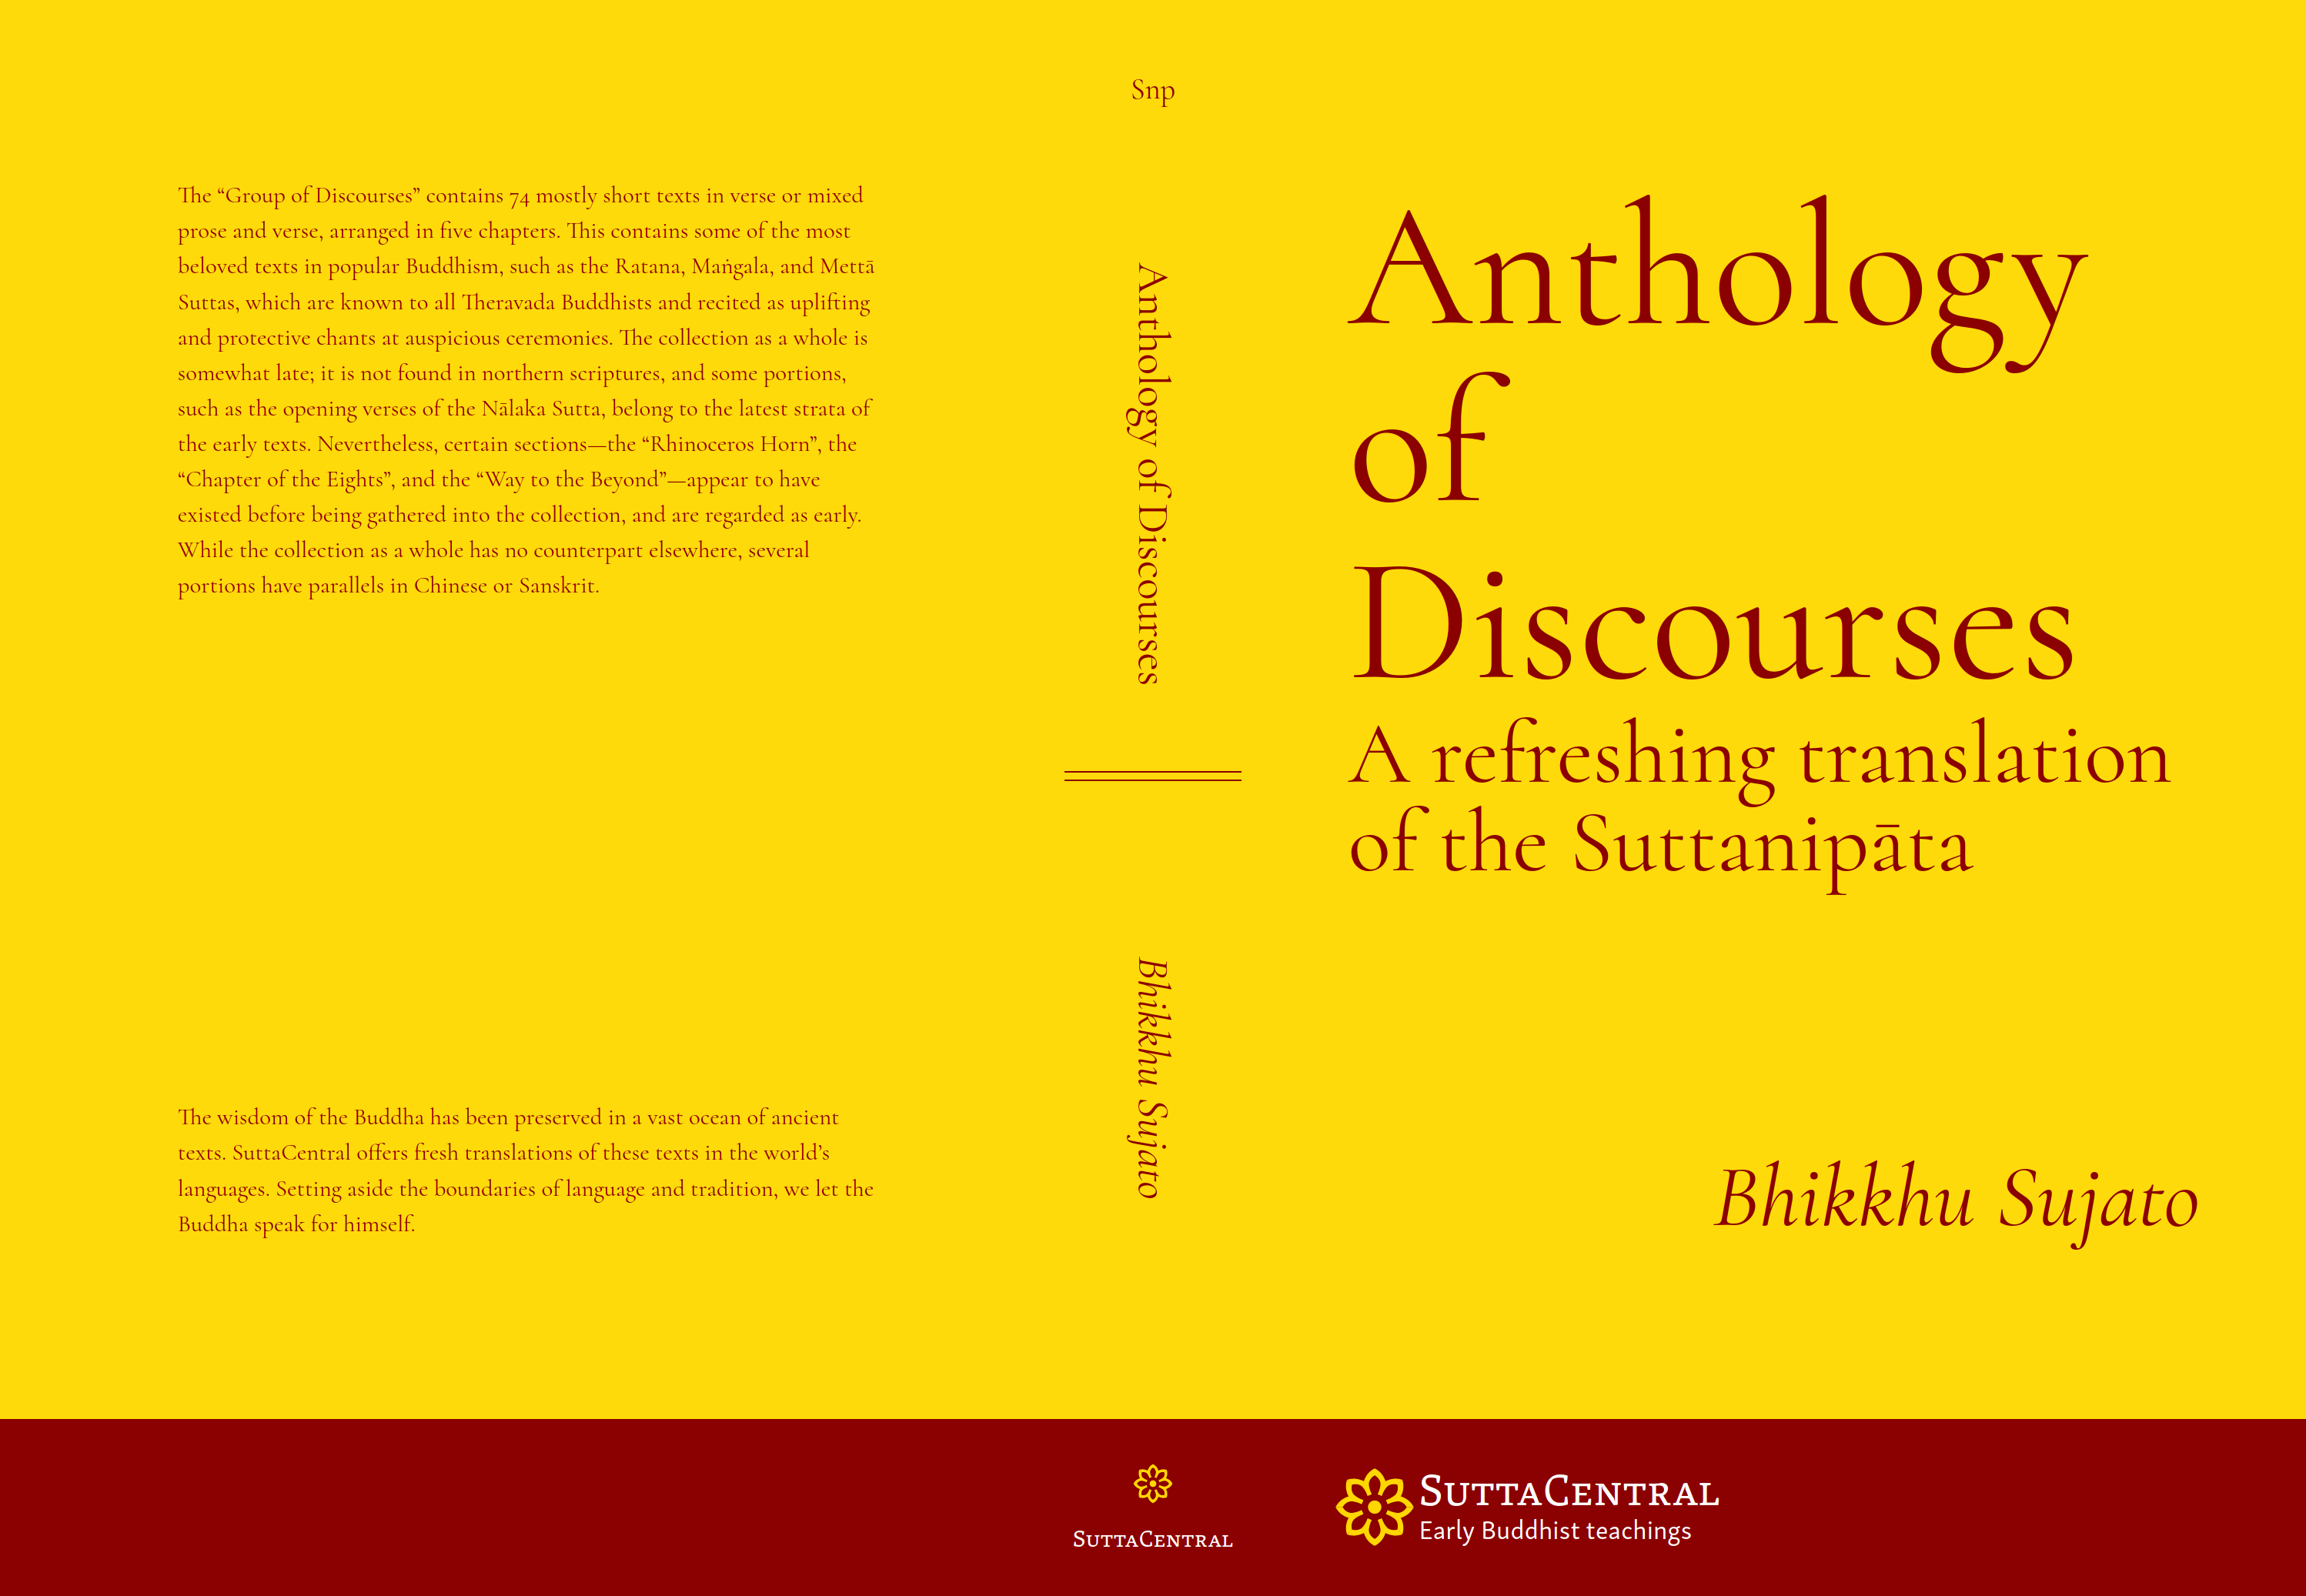 The “Group of Discourses” contains 74 mostly short texts in verse or mixed
prose and verse, arranged in five chapters. This contains some of the most
beloved texts in popular Buddhism, such as the Ratana, Maṅgala, and Mettā
Suttas, which are known to all Theravada Buddhists and recited as uplifting
and protective chants at auspicious ceremonies. The collection as a whole is
somewhat late; it is not found in northern scriptures, and some portions,
such as the opening verses of the Nālaka Sutta, belong to the latest strata of
the early texts. Nevertheless, certain sections—the “Rhinoceros Horn”, the
“Chapter of the Eights”, and the “Way to the Beyond”—appear to have
existed before being gathered into the collection, and are regarded as early.
While the collection as a whole has no counterpart elsewhere, several
portions have parallels in Chinese or Sanskrit.
The wisdom of the Buddha has been preserved in a vast ocean of ancient
texts. SuttaCentral offers fresh translations of these texts in the world’s
languages. Setting aside the boundaries of language and tradition, we let the
Buddha speak for himself.
Snp
Anthology of Discourses
Bhikkhu Sujato
SuttaCentral
Anthology
of
Discourses
A refreshing translation
of the Suttanipāta
Bhikkhu Sujato
SuttaCentral
Early Buddhist teachings